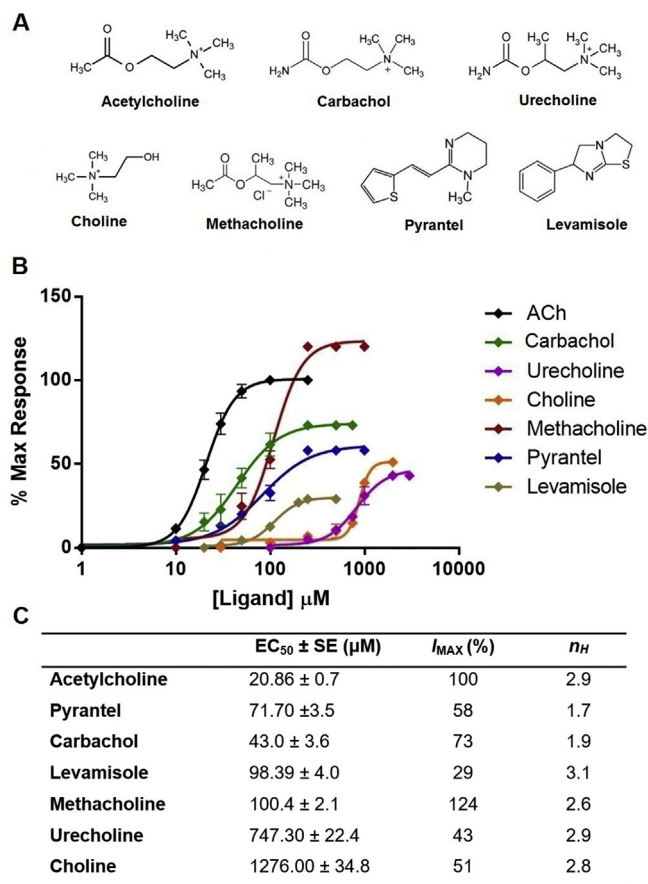 A
Acetylcholine
Carbachol
Urecholine
Choline
Methacholine
Pyrantel
Levamisole
B
150
100
50
0
% Max Response
1 10 100 1000 10000
[Ligand] μM
ACh
Carbachol
Urecholine
Choline
Methacholine
Pyrantel
Levamisole
C
EC50 ± SE (μM) IMAX (%) nH
Acetylcholine 20.86 ± 0.7 100 2.9
Pyrantel 71.70 ±3.5 58 1.7
Carbachol 43.0 ± 3.6 73 1.9
Levamisole 98.39 ± 4.0 29 3.1
Methacholine 100.4 ± 2.1 124 2.6
Urecholine 747.30 ± 22.4 43 2.9
Choline 1276.00 ± 34.8 51 2.8